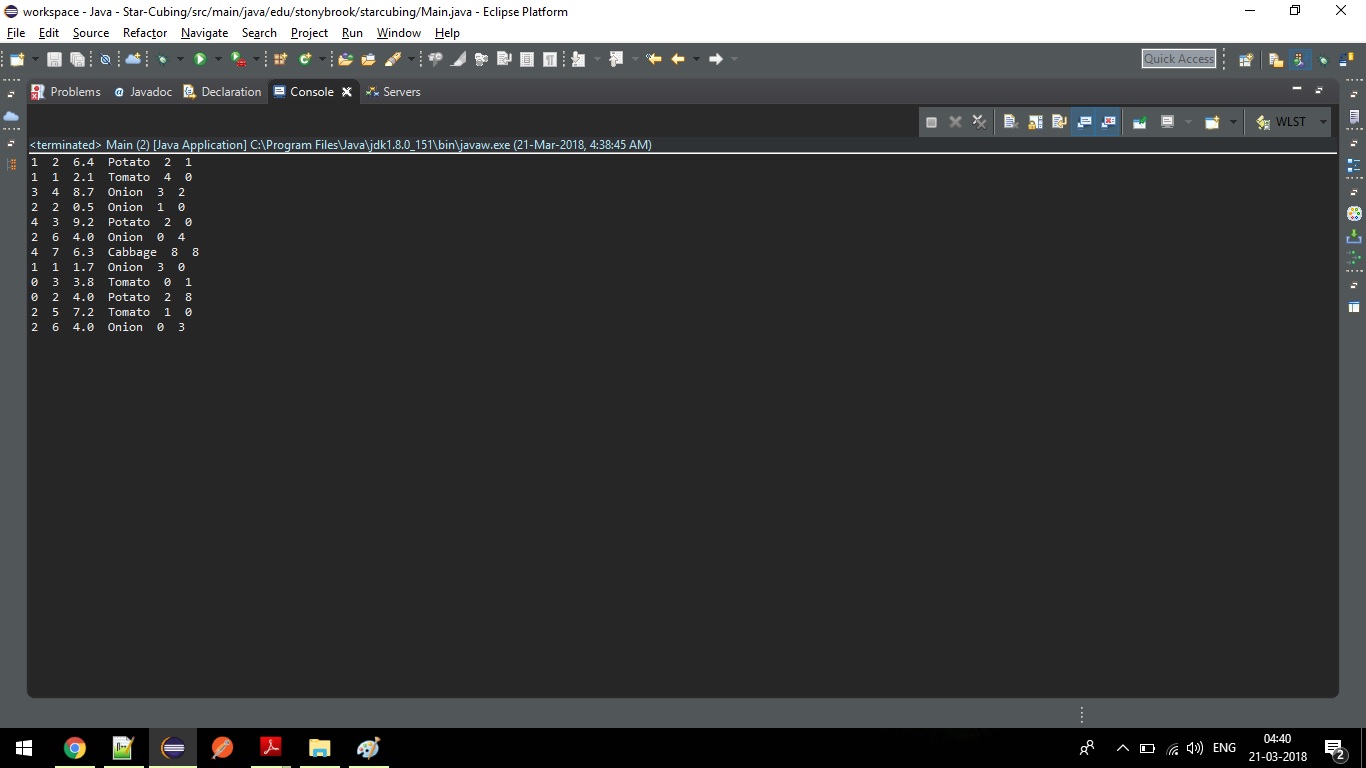 workspace - Java - Star-Cubing/src/main/java/edu/stonybrook/starcubing/Main.java - Eclipse Platform
File Edit Source Refactor Navigate Search Project Run Window Help
Quick Access
Problems @ Javadoc Declaration Console Servers
WLST
<terminated> Main (2) [Java Application] C:\Program Files\Java\jdk1.8.0_151\bin\javaw.exe (21-Mar-2018, 4:38:45 AM)
1 2 6.4 Potato 2 1
1 1 2.1 Tomato 4 0
3 4 8.7 Onion 3 2
2 2 0.5 Onion 1 0
4 3 9.2 Potato 2 0
2 6 4.0 Onion 0 4
4 7 6.3 Cabbage 8 8
1 1 1.7 Onion 3 0
0 3 3.8 Tomato 0 1
0 2 4.0 Potato 2 8
2 5 7.2 Tomato 1 0
2 6 4.0 Onion 0 3
ENG
04:40
21-03-2018
2